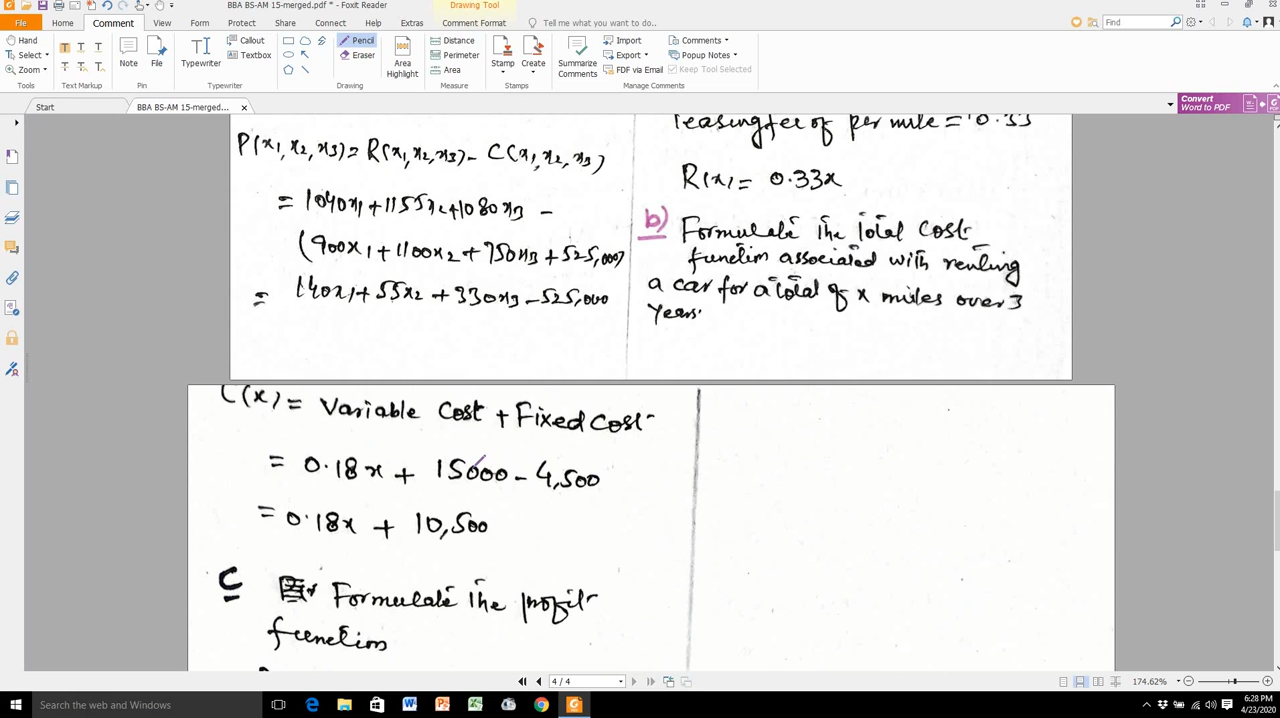 BBA BS-AM 15-merged.pdf * - Foxit Reader
Drawing Tool
File Home Comment View Form Protect Share Connect Help Extras Comment Format Tell me what you want to do... Find
Hand
Select
Zoom
Tools
Text Markup
Note
File
Pin
Typewriter
Callout
Textbox
Typewriter
Pencil
Eraser
Drawing
Area Highlight
Distance
Perimeter
Area
Measure
Stamp
Create
Stamps
Summarize Comments
Import
Export
FDF via Email
Comments
Popup Notes
Keep Tool Selected
Manage Comments
Start
BBA BS-AM 15-merged....
Convert Word to PDF
P(x1, x2, x3) = R(x1, x2, x3) - C(x1, x2, x3)
= 1040x1 + 1155x2 + 1080x3 -
(900x1 + 1100x2 + 750x3 + 525,000)
= 140x1 + 55x2 + 330x3 - 525,000
leasing fee of per mile = 0.33
R(x) = 0.33x
b) Formulate the total cost
function associated with renting
a car for a total of x miles over 3
years.
C(x) = Variable Cost + Fixed Cost
= 0.18x + 15000 - 4,500
= 0.18x + 10,500
C Formulate the profit
function
4 / 4
174.62%
Search the web and Windows
6:28 PM
4/23/2020